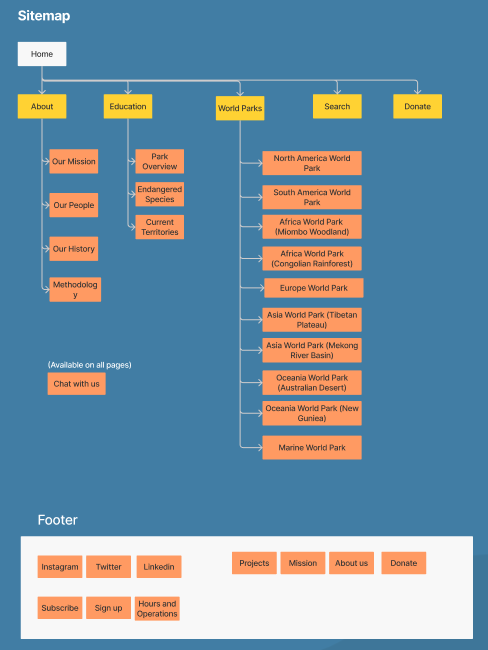 Sitemap
Home
About
Education
World Parks
Search
Donate
Our Mission
Our People
Our History
Methodolog
y
Park
Overview
Endangered
Species
Current
Territories
North America World
Park
South America World
Park
Africa World Park
(Miombo Woodland)
Africa World Park
(Congolian Rainforest)
Europe World Park
Asia World Park (Tibetan
Plateau)
Asia World Park (Mekong
River Basin)
Oceania World Park
(Australian Desert)
Oceania World Park (New
Guniea)
Marine World Park
(Available on all pages)
Chat with us
Footer
Instagram
Twitter
Linkedin
Projects
Mission
About us
Donate
Subscribe
Sign up
Hours and
Operations